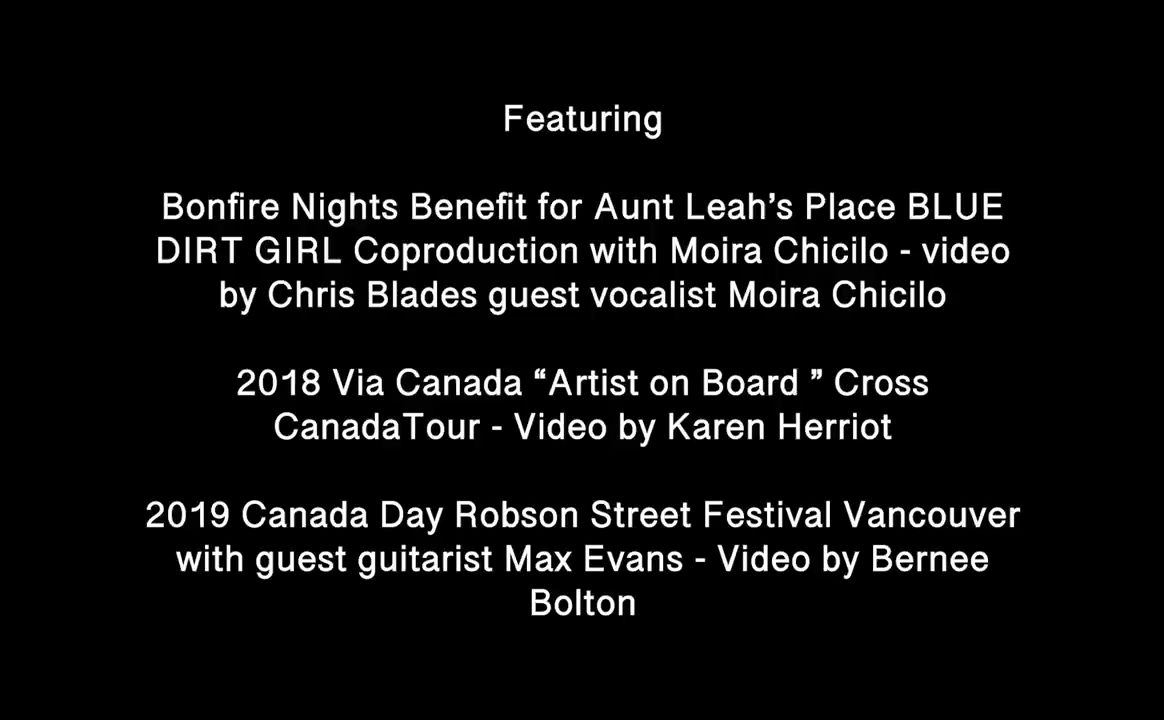 Featuring
Bonfire Nights Benefit for Aunt Leah’s Place BLUE
DIRT GIRL Coproduction with Moira Chicilo - video
by Chris Blades guest vocalist Moira Chicilo
2018 Via Canada “Artist on Board ” Cross
CanadaTour - Video by Karen Herriot
2019 Canada Day Robson Street Festival Vancouver
with guest guitarist Max Evans - Video by Bernee
Bolton